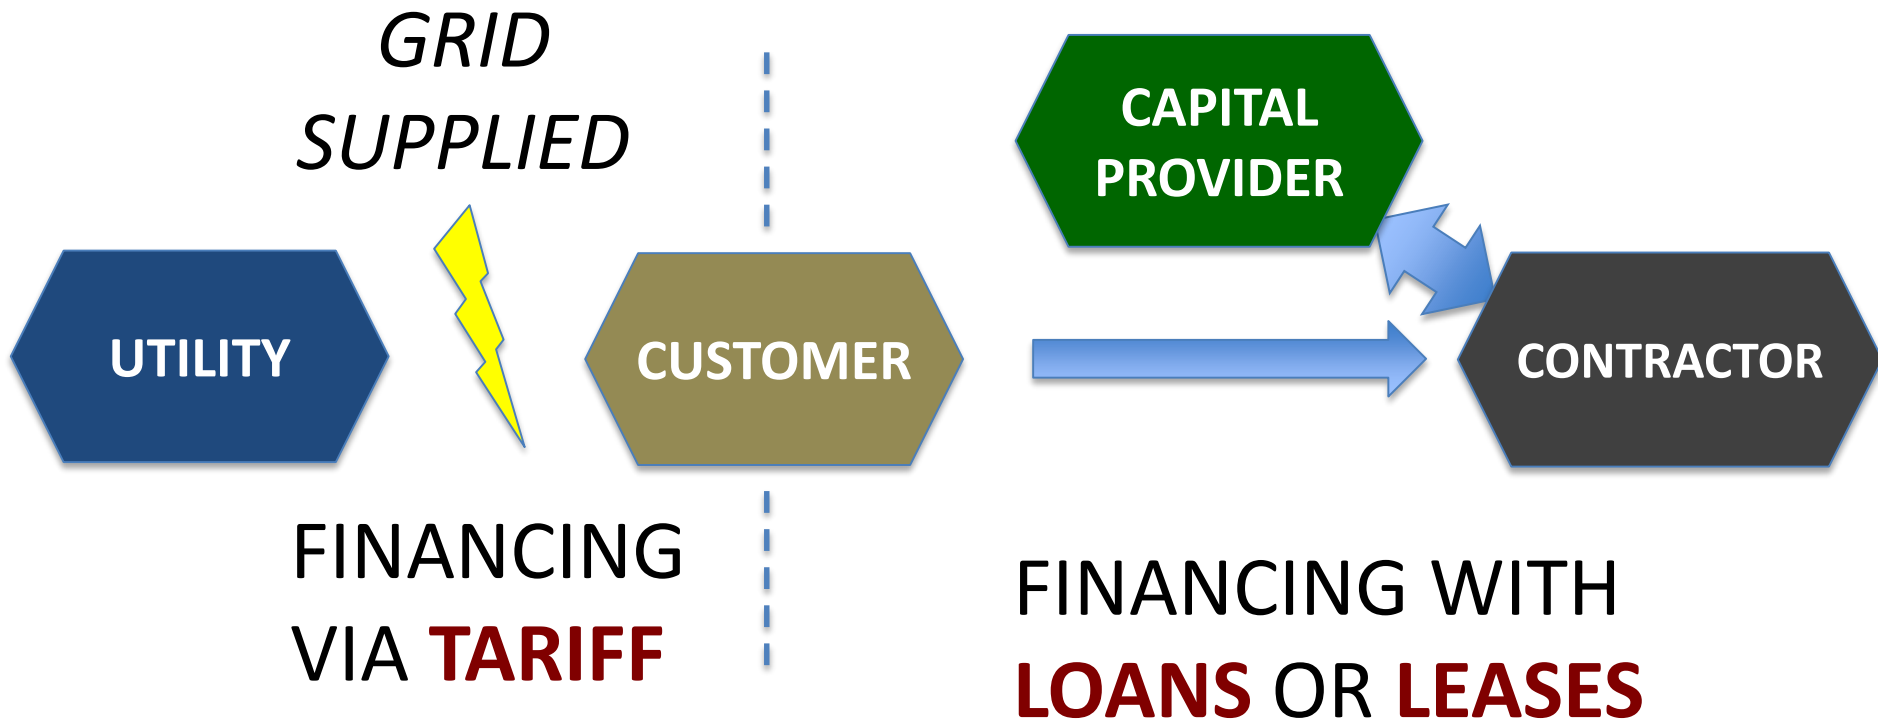 GRID
SUPPLIED
CAPITAL
PROVIDER
UTILITY
CUSTOMER
CONTRACTOR
FINANCING
VIA TARIFF
FINANCING WITH
LOANS OR LEASES